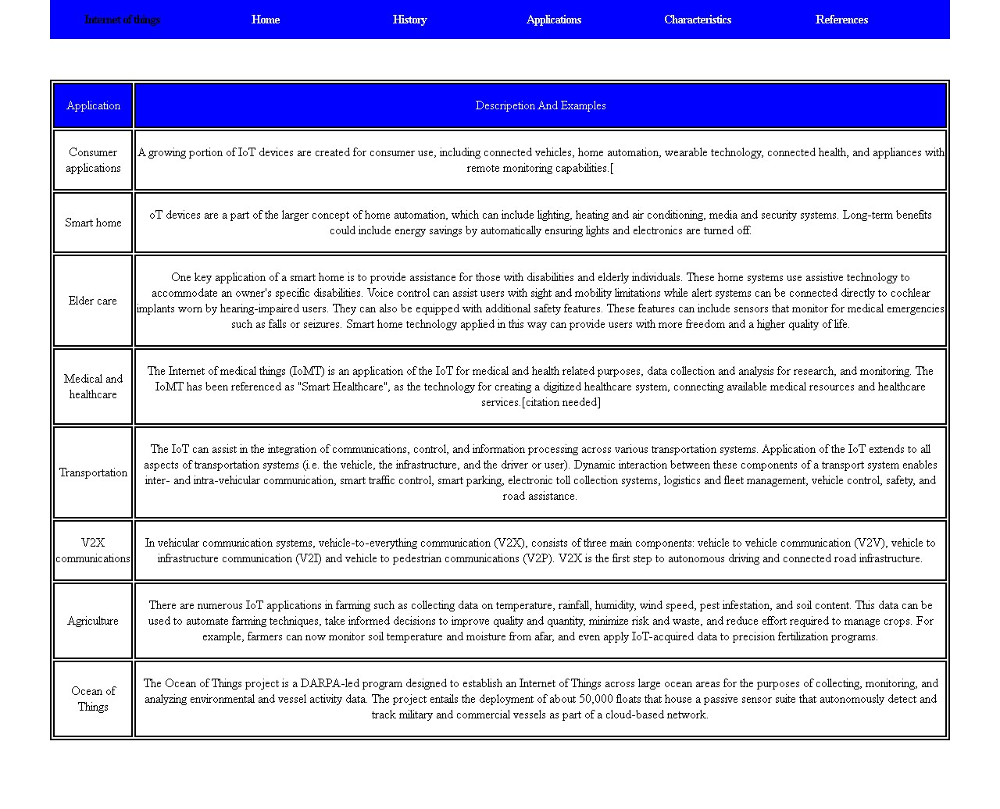 Internet of things Home History Applications Characteristics References
Application Descripetion And Examples
Consumer
applications
A growing portion of IoT devices are created for consumer use, including connected vehicles, home automation, wearable technology, connected health, and appliances with
remote monitoring capabilities.[
Smart home
oT devices are a part of the larger concept of home automation, which can include lighting, heating and air conditioning, media and security systems. Long-term benefits
could include energy savings by automatically ensuring lights and electronics are turned off.
Elder care
One key application of a smart home is to provide assistance for those with disabilities and elderly individuals. These home systems use assistive technology to
accommodate an owner's specific disabilities. Voice control can assist users with sight and mobility limitations while alert systems can be connected directly to cochlear
implants worn by hearing-impaired users. They can also be equipped with additional safety features. These features can include sensors that monitor for medical emergencies
such as falls or seizures. Smart home technology applied in this way can provide users with more freedom and a higher quality of life.
Medical and
healthcare
The Internet of medical things (IoMT) is an application of the IoT for medical and health related purposes, data collection and analysis for research, and monitoring. The
IoMT has been referenced as "Smart Healthcare", as the technology for creating a digitized healthcare system, connecting available medical resources and healthcare
services.[citation needed]
Transportation
The IoT can assist in the integration of communications, control, and information processing across various transportation systems. Application of the IoT extends to all
aspects of transportation systems (i.e. the vehicle, the infrastructure, and the driver or user). Dynamic interaction between these components of a transport system enables
inter- and intra-vehicular communication, smart traffic control, smart parking, electronic toll collection systems, logistics and fleet management, vehicle control, safety, and
road assistance.
V2X
communications
In vehicular communication systems, vehicle-to-everything communication (V2X), consists of three main components: vehicle to vehicle communication (V2V), vehicle to
infrastructure communication (V2I) and vehicle to pedestrian communications (V2P). V2X is the first step to autonomous driving and connected road infrastructure.
Agriculture
There are numerous IoT applications in farming such as collecting data on temperature, rainfall, humidity, wind speed, pest infestation, and soil content. This data can be
used to automate farming techniques, take informed decisions to improve quality and quantity, minimize risk and waste, and reduce effort required to manage crops. For
example, farmers can now monitor soil temperature and moisture from afar, and even apply IoT-acquired data to precision fertilization programs.
Ocean of
Things
The Ocean of Things project is a DARPA-led program designed to establish an Internet of Things across large ocean areas for the purposes of collecting, monitoring, and
analyzing environmental and vessel activity data. The project entails the deployment of about 50,000 floats that house a passive sensor suite that autonomously detect and
track military and commercial vessels as part of a cloud-based network.